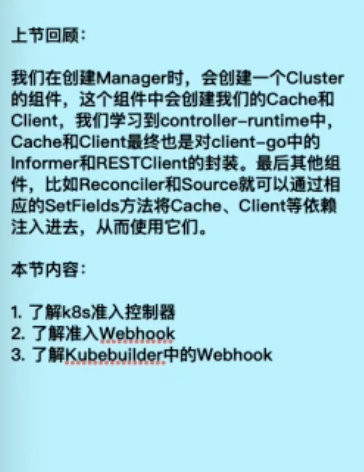 上节回顾：
我们在创建Manager时，会创建一个Cluster
的组件，这个组件中会创建我们的Cache和
Client，我们学习到controller-runtime中，
Cache和Client最终也是对client-go中的
Informer和RESTClient的封装。最后其他组
件，比如Reconciler和Source就可以通过相
应的SetFields方法将Cache、Client等依赖
注入进去，从而使用它们。
本节内容：
1. 了解k8s准入控制器
2. 了解准入Webhook
3. 了解Kubebuilder中的Webhook